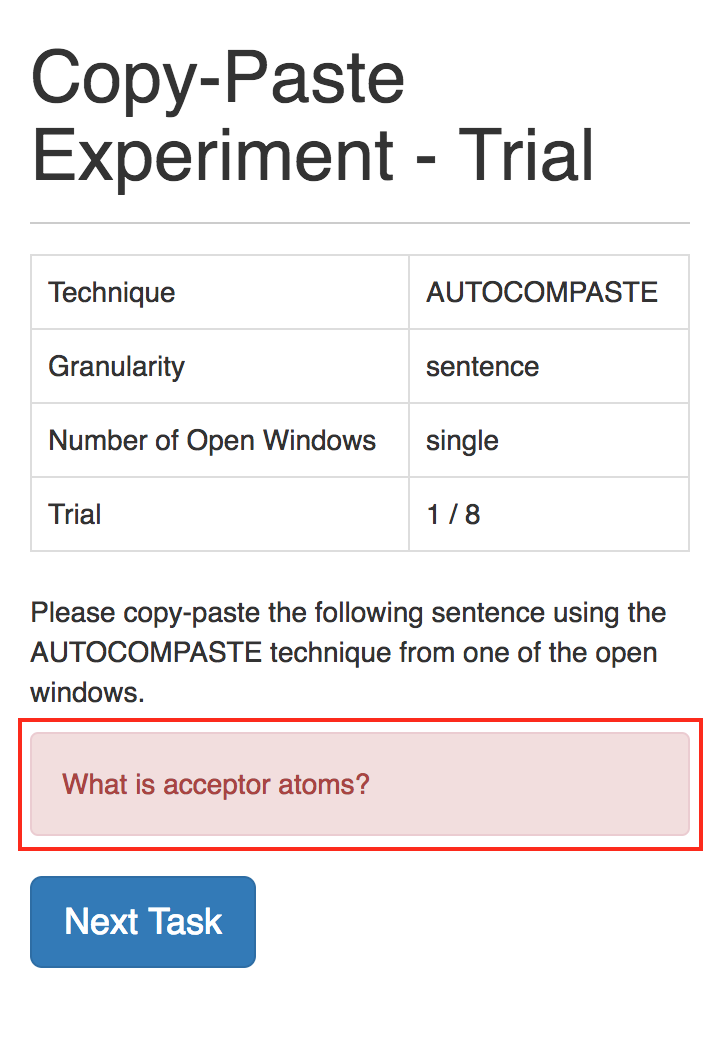 Copy-Paste
Experiment - Trial
Technique AUTOCOMPASTE
Granularity sentence
Number of Open Windows single
Trial 1 / 8
Please copy-paste the following sentence using the
AUTOCOMPASTE technique from one of the open
windows.
What is acceptor atoms?
Next Task